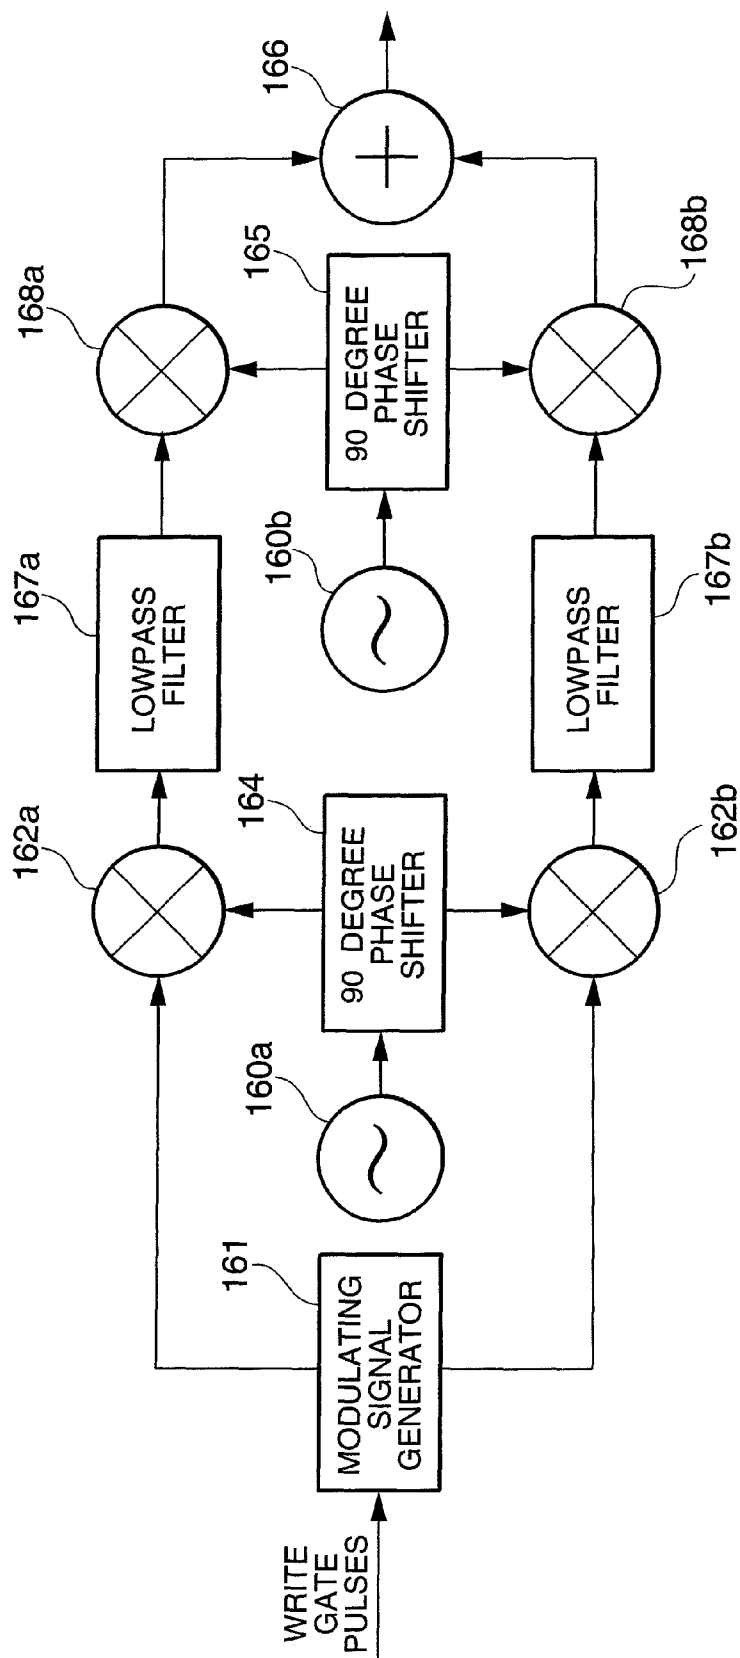 WRITE
GATE
PULSES
161
MODULATING
SIGNAL
GENERATOR
160a
162a
164
90 DEGREE
PHASE
SHIFTER
162b
167a
LOWPASS
FILTER
160b
LOWPASS
FILTER
167b
168a
165
90 DEGREE
PHASE
SHIFTER
168b
166